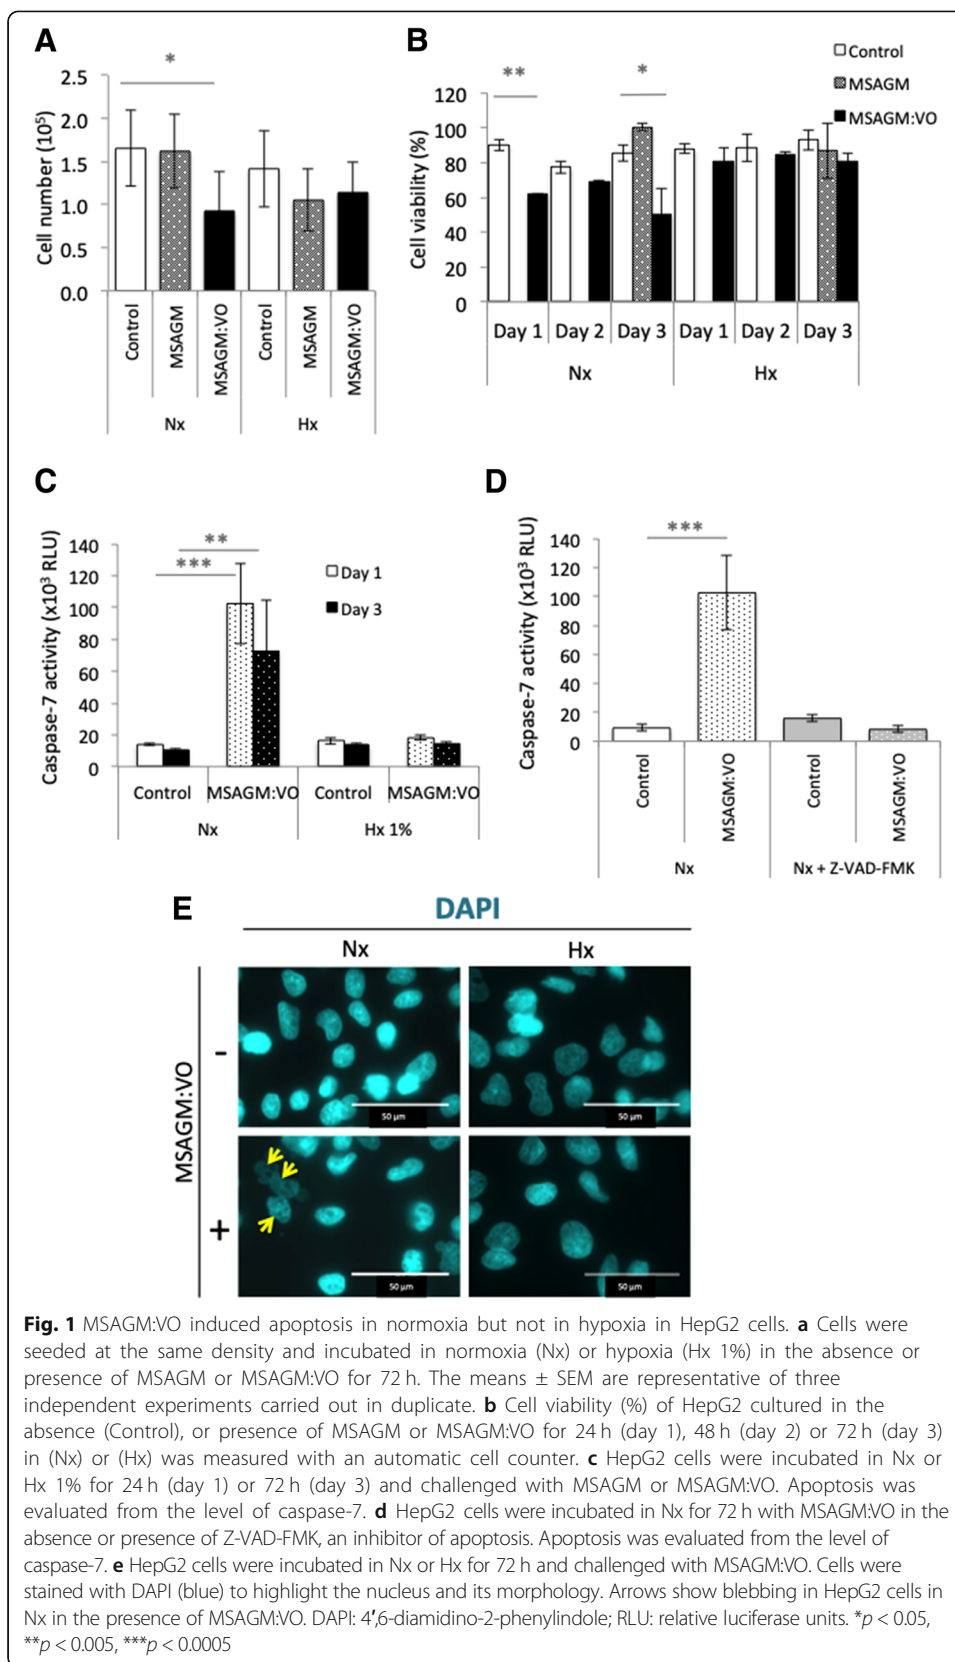 A
*
2.5
2.0
1.5
1.0
0.5
0.0
Cell number (10⁵)
Control
MSAGM
MSAGM:VO
Control
MSAGM
MSAGM:VO
Nx
Hx
B
Control
MSAGM
MSAGM:VO
**
*
120
100
80
60
40
20
0
Cell viability (%)
Day 1 Day 2 Day 3 Day 1 Day 2 Day 3
Nx
Hx
C
**
***
Day 1
Day 3
140
120
100
80
60
40
20
0
Caspase-7 activity (x10³ RLU)
Control MSAGM:VO Control MSAGM:VO
Nx
Hx 1%
D
***
140
120
100
80
60
40
20
0
Caspase-7 activity (x10³ RLU)
Control
MSAGM:VO
Control
MSAGM:VO
Nx
Nx + Z-VAD-FMK
E
DAPI
Nx
Hx
MSAGM:VO
-
+
50 µm
50 µm
50 µm
50 µm
Fig. 1 MSAGM:VO induced apoptosis in normoxia but not in hypoxia in HepG2 cells. a Cells were
seeded at the same density and incubated in normoxia (Nx) or hypoxia (Hx 1%) in the absence or
presence of MSAGM or MSAGM:VO for 72 h. The means ± SEM are representative of three
independent experiments carried out in duplicate. b Cell viability (%) of HepG2 cultured in the
absence (Control), or presence of MSAGM or MSAGM:VO for 24 h (day 1), 48 h (day 2) or 72 h (day 3)
in (Nx) or (Hx) was measured with an automatic cell counter. c HepG2 cells were incubated in Nx or
Hx 1% for 24 h (day 1) or 72 h (day 3) and challenged with MSAGM or MSAGM:VO. Apoptosis was
evaluated from the level of caspase-7. d HepG2 cells were incubated in Nx for 72 h with MSAGM:VO in the
absence or presence of Z-VAD-FMK, an inhibitor of apoptosis. Apoptosis was evaluated from the level of
caspase-7. e HepG2 cells were incubated in Nx or Hx for 72 h and challenged with MSAGM:VO. Cells were
stained with DAPI (blue) to highlight the nucleus and its morphology. Arrows show blebbing in HepG2 cells in
Nx in the presence of MSAGM:VO. DAPI: 4′,6-diamidino-2-phenylindole; RLU: relative luciferase units. *p < 0.05,
**p < 0.005, ***p < 0.0005